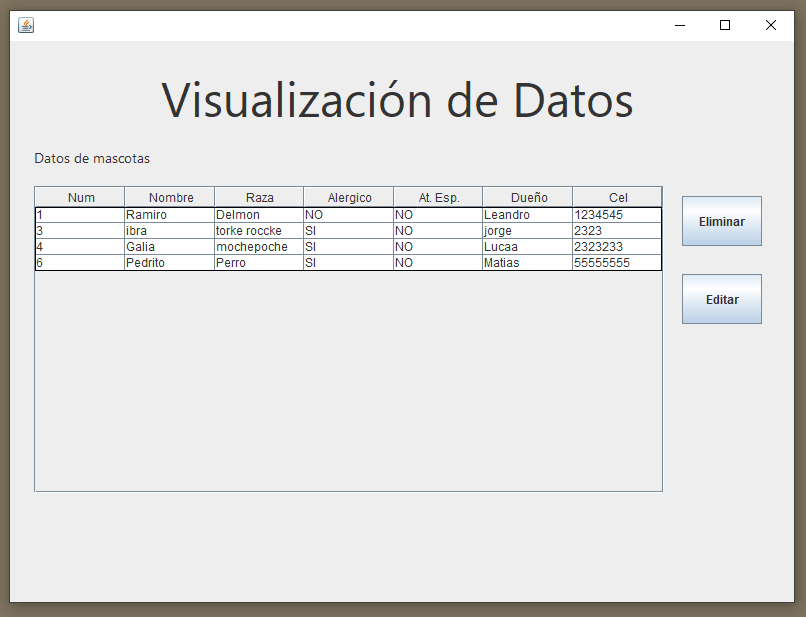 Visualización de Datos
Datos de mascotas
Num Nombre Raza Alergico At. Esp. Dueño Cel
1 Ramiro Delmon NO NO Leandro 1234545
3 ibra torke roccke SI NO jorge 2323
4 Galia mochepoche SI NO Lucaa 2323233
6 Pedrito Perro SI NO Matias 55555555
Eliminar
Editar